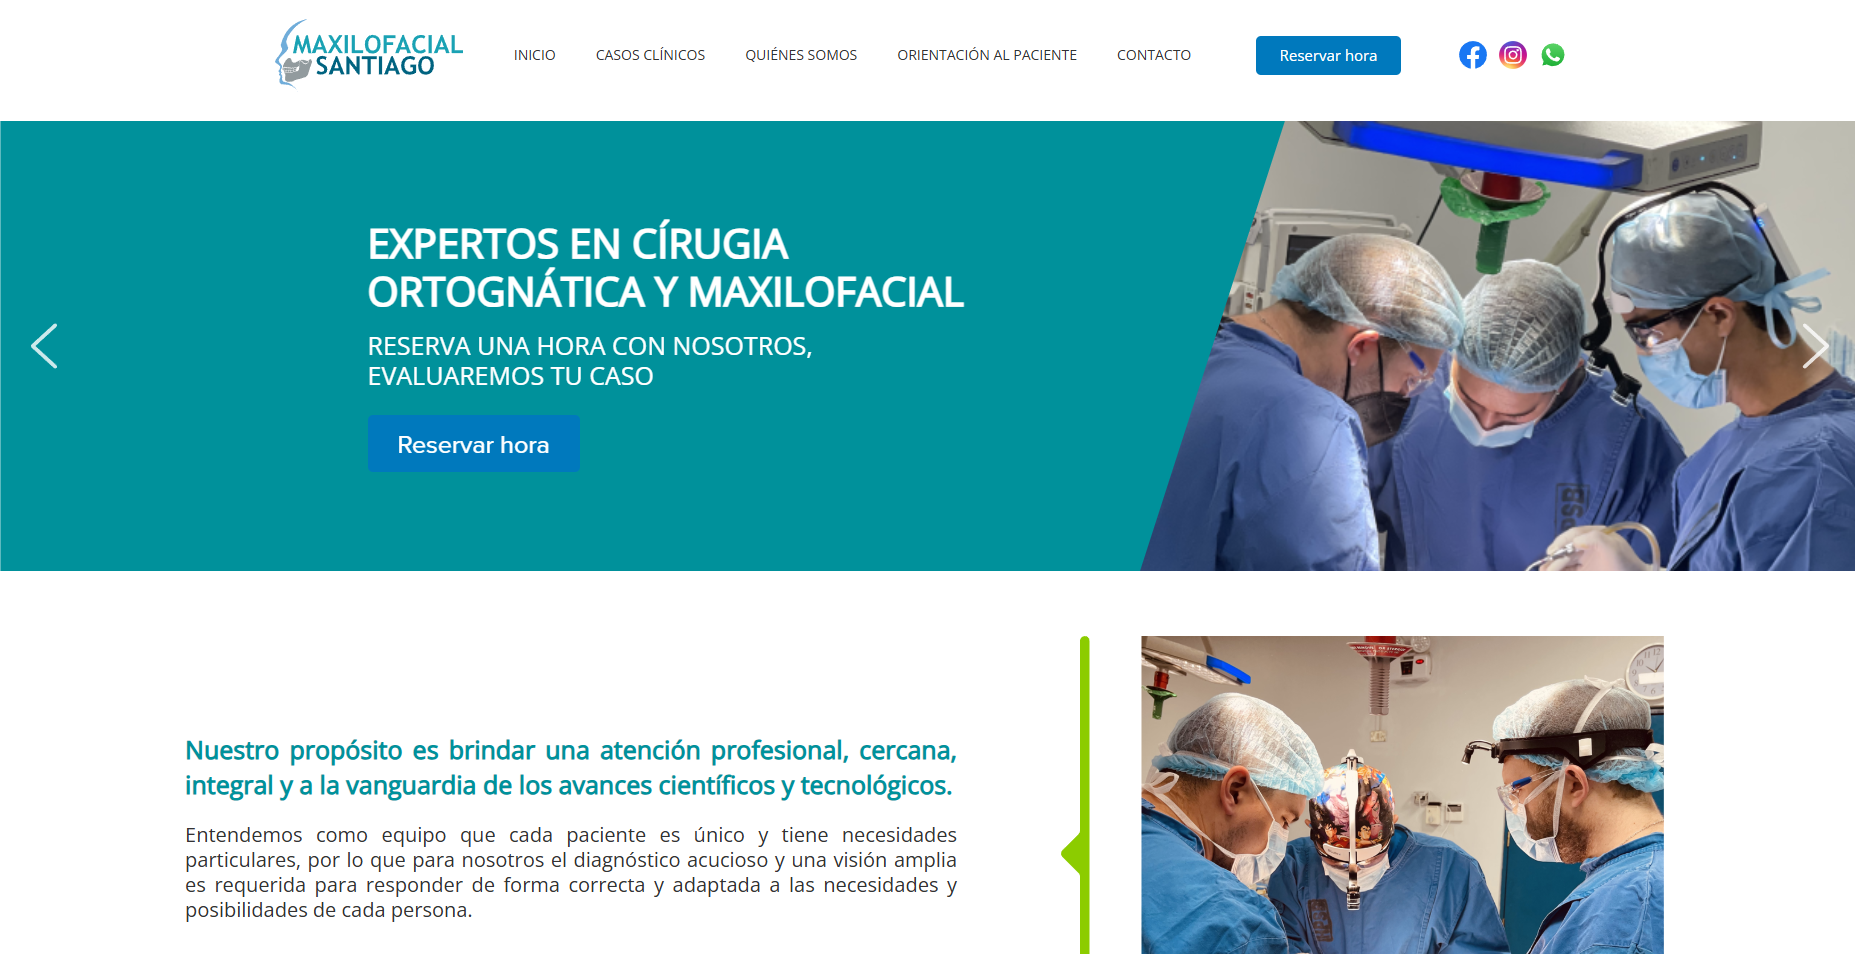 MAXILOFACIAL
SANTIAGO
INICIO
CASOS CLÍNICOS
QUIÉNES SOMOS
ORIENTACIÓN AL PACIENTE
CONTACTO
Reservar hora
EXPERTOS EN CÍRUGIA
ORTOGNÁTICA Y MAXILOFACIAL
RESERVA UNA HORA CON NOSOTROS,
EVALUAREMOS TU CASO
Reservar hora
Nuestro propósito es brindar una atención profesional, cercana,
integral y a la vanguardia de los avances científicos y tecnológicos.
Entendemos como equipo que cada paciente es único y tiene necesidades
particulares, por lo que para nosotros el diagnóstico acucioso y una visión amplia
es requerida para responder de forma correcta y adaptada a las necesidades y
posibilidades de cada persona.